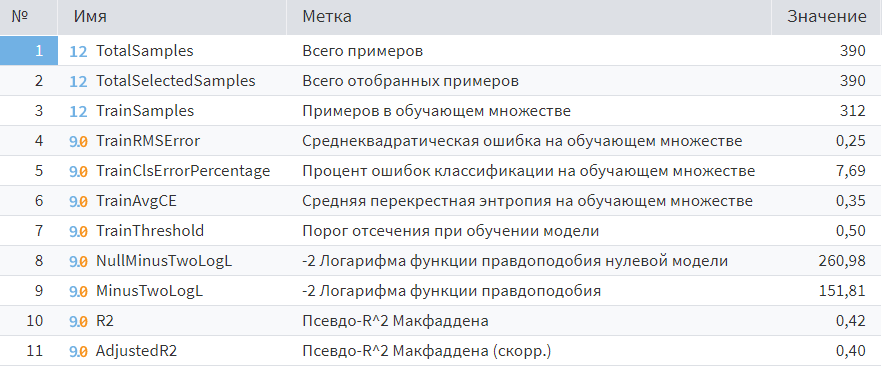 № Имя Метка Значение
1 12 TotalSamples Всего примеров 390
2 12 TotalSelectedSamples Всего отобранных примеров 390
3 12 TrainSamples Примеров в обучающем множестве 312
4 9.0 TrainRMSError Среднеквадратическая ошибка на обучающем множестве 0,25
5 9.0 TrainClsErrorPercentage Процент ошибок классификации на обучающем множестве 7,69
6 9.0 TrainAvgCE Средняя перекрестная энтропия на обучающем множестве 0,35
7 9.0 TrainThreshold Порог отсечения при обучении модели 0,50
8 9.0 NullMinusTwoLogL -2 Логарифма функции правдоподобия нулевой модели 260,98
9 9.0 MinusTwoLogL -2 Логарифма функции правдоподобия 151,81
10 9.0 R2 Псевдо-R^2 Макфаддена 0,42
11 9.0 AdjustedR2 Псевдо-R^2 Макфаддена (скорр.) 0,40